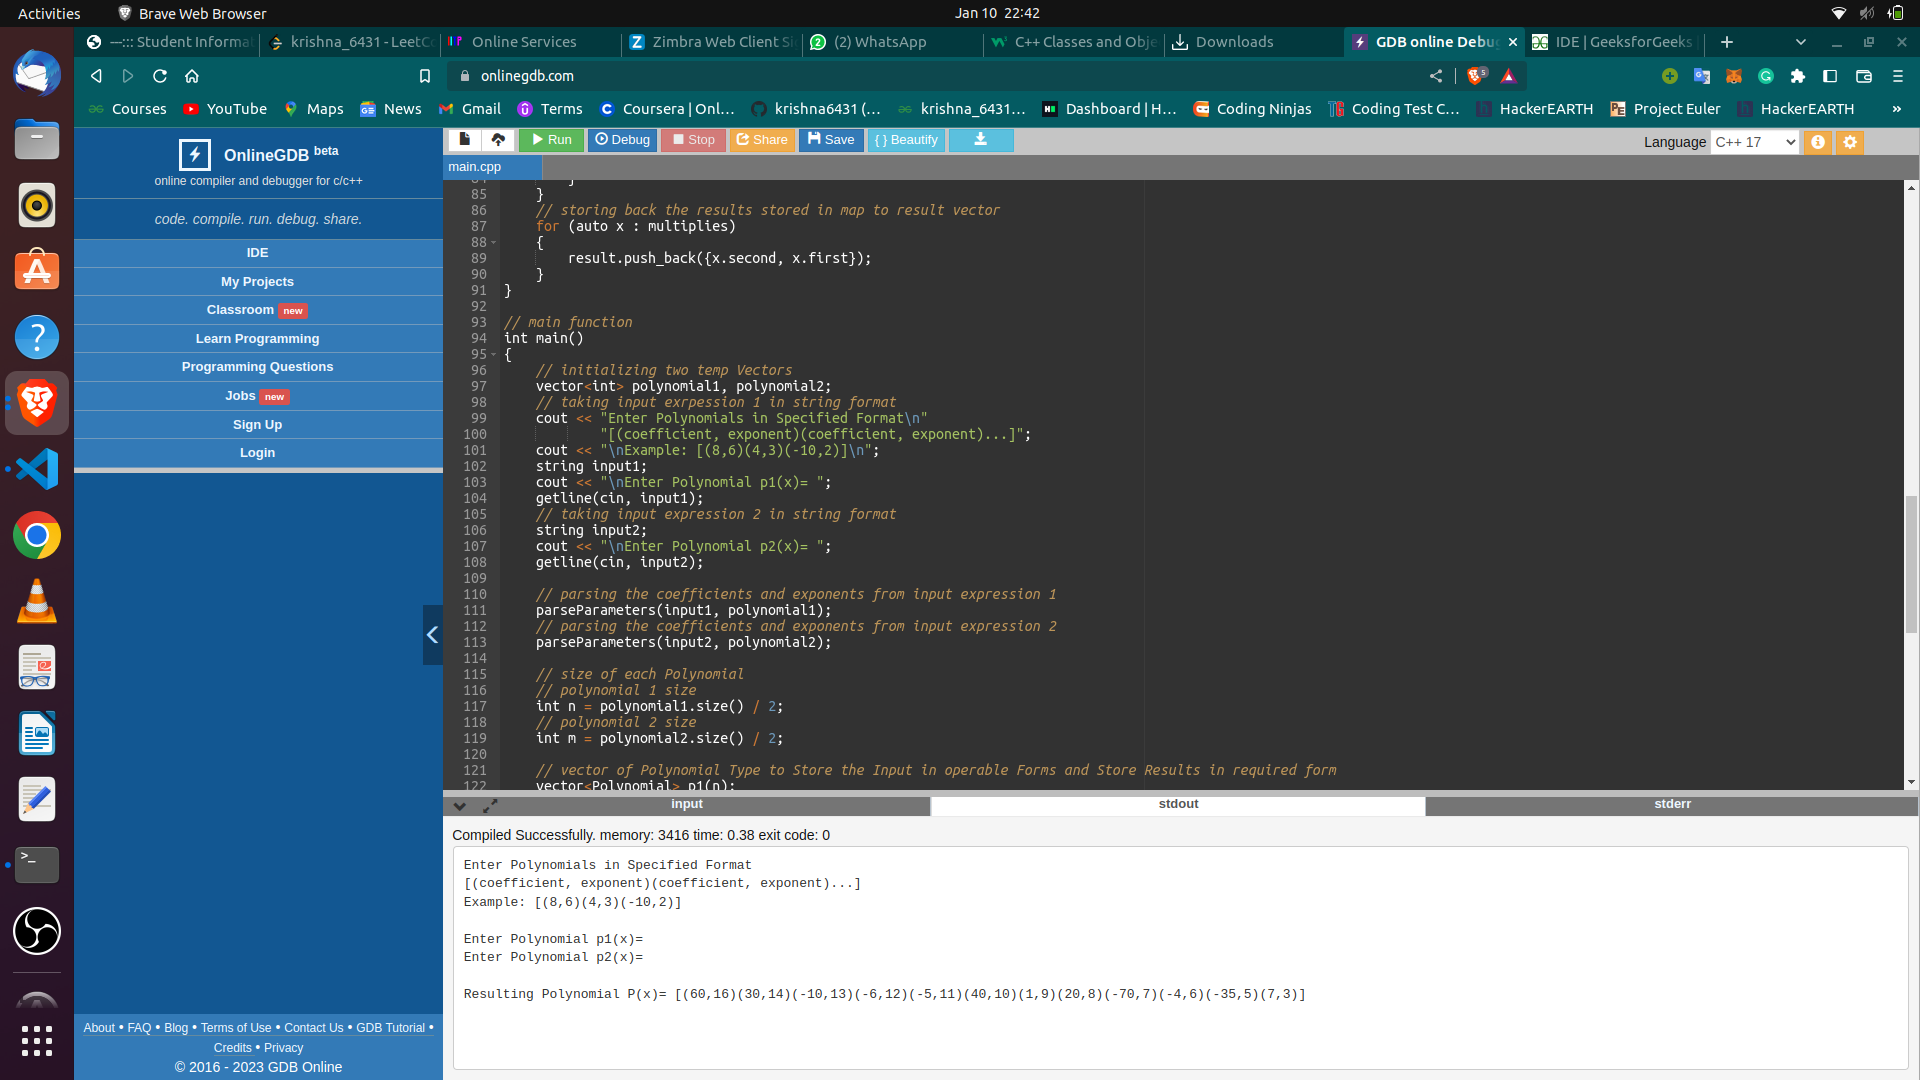 Activities
Brave Web Browser
Jan 10 22:42
---::: Student Informa
krishna_6431 - LeetC
Online Services
Zimbra Web Client Si
(2) WhatsApp
C++ Classes and Obje
Downloads
GDB online Debug
IDE | GeeksforGeeks |
onlinegdb.com
5
Courses
YouTube
Maps
News
Gmail
Terms
Coursera | Onl...
krishna6431 (...
krishna_6431...
Dashboard | H...
Coding Ninjas
Coding Test C...
HackerEARTH
Project Euler
HackerEARTH
»
OnlineGDB beta
online compiler and debugger for c/c++
code. compile. run. debug. share.
IDE
My Projects
Classroom new
Learn Programming
Programming Questions
Jobs new
Sign Up
Login
About • FAQ • Blog • Terms of Use • Contact Us • GDB Tutorial •
Credits • Privacy
© 2016 - 2023 GDB Online
Run
Debug
Stop
Share
Save
{ } Beautify
Language C++ 17
main.cpp
84 }
85 }
86 // storing back the results stored in map to result vector
87 for (auto x : multiplies)
88 {
89 result.push_back({x.second, x.first});
90 }
91 }
92
93 // main function
94 int main()
95 {
96 // initializing two temp Vectors
97 vector<int> polynomial1, polynomial2;
98 // taking input exrpession 1 in string format
99 cout << "Enter Polynomials in Specified Format\n"
100 "[(coefficient, exponent)(coefficient, exponent)...]";
101 cout << "\nExample: [(8,6)(4,3)(-10,2)]\n";
102 string input1;
103 cout << "\nEnter Polynomial p1(x)= ";
104 getline(cin, input1);
105 // taking input expression 2 in string format
106 string input2;
107 cout << "\nEnter Polynomial p2(x)= ";
108 getline(cin, input2);
109
110 // parsing the coefficients and exponents from input expression 1
111 parseParameters(input1, polynomial1);
112 // parsing the coefficients and exponents from input expression 2
113 parseParameters(input2, polynomial2);
114
115 // size of each Polynomial
116 // polynomial 1 size
117 int n = polynomial1.size() / 2;
118 // polynomial 2 size
119 int m = polynomial2.size() / 2;
120
121 // vector of Polynomial Type to Store the Input in operable Forms and Store Results in required form
122 vector<Polynomial> p1(n);
input
stdout
stderr
Compiled Successfully. memory: 3416 time: 0.38 exit code: 0
Enter Polynomials in Specified Format
[(coefficient, exponent)(coefficient, exponent)...]
Example: [(8,6)(4,3)(-10,2)]
Enter Polynomial p1(x)=
Enter Polynomial p2(x)=
Resulting Polynomial P(x)= [(60,16)(30,14)(-10,13)(-6,12)(-5,11)(40,10)(1,9)(20,8)(-70,7)(-4,6)(-35,5)(7,3)]